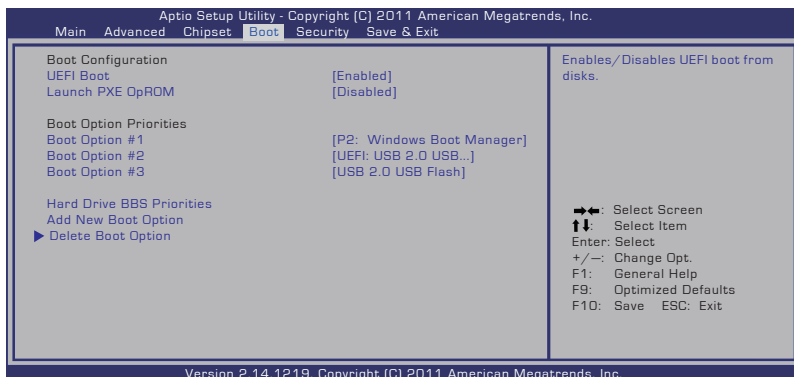 Aptio Setup Utility - Copyright (C) 2011 American Megatrends, Inc.
Main Advanced Chipset Boot Security Save & Exit
Boot Configuration
UEFI Boot [Enabled]
Launch PXE OpROM [Disabled]
Boot Option Priorities
Boot Option #1 [P2: Windows Boot Manager]
Boot Option #2 [UEFI: USB 2.0 USB...]
Boot Option #3 [USB 2.0 USB Flash]
Hard Drive BBS Priorities
Add New Boot Option
Delete Boot Option
Enables/Disables UEFI boot from
disks.
→←: Select Screen
↑↓: Select Item
Enter: Select
+/—: Change Opt.
F1: General Help
F9: Optimized Defaults
F10: Save ESC: Exit
Version 2.14.1219. Copyright (C) 2011 American Megatrends, Inc.